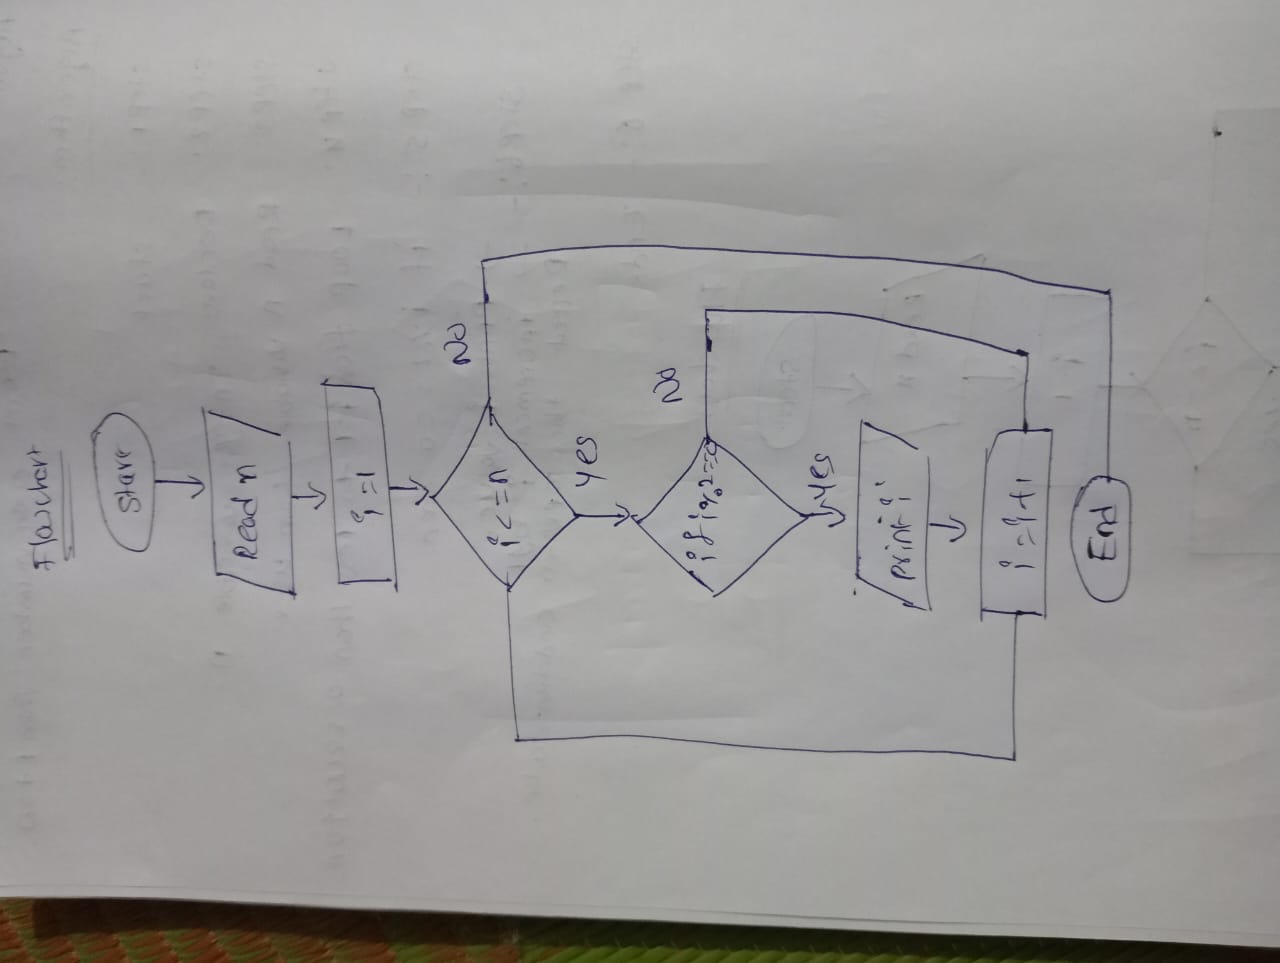 Flowchart
Start
Read n
i=1
i<=n
No
Yes
if i%2==0
No
Yes
print i
i=i+1
End